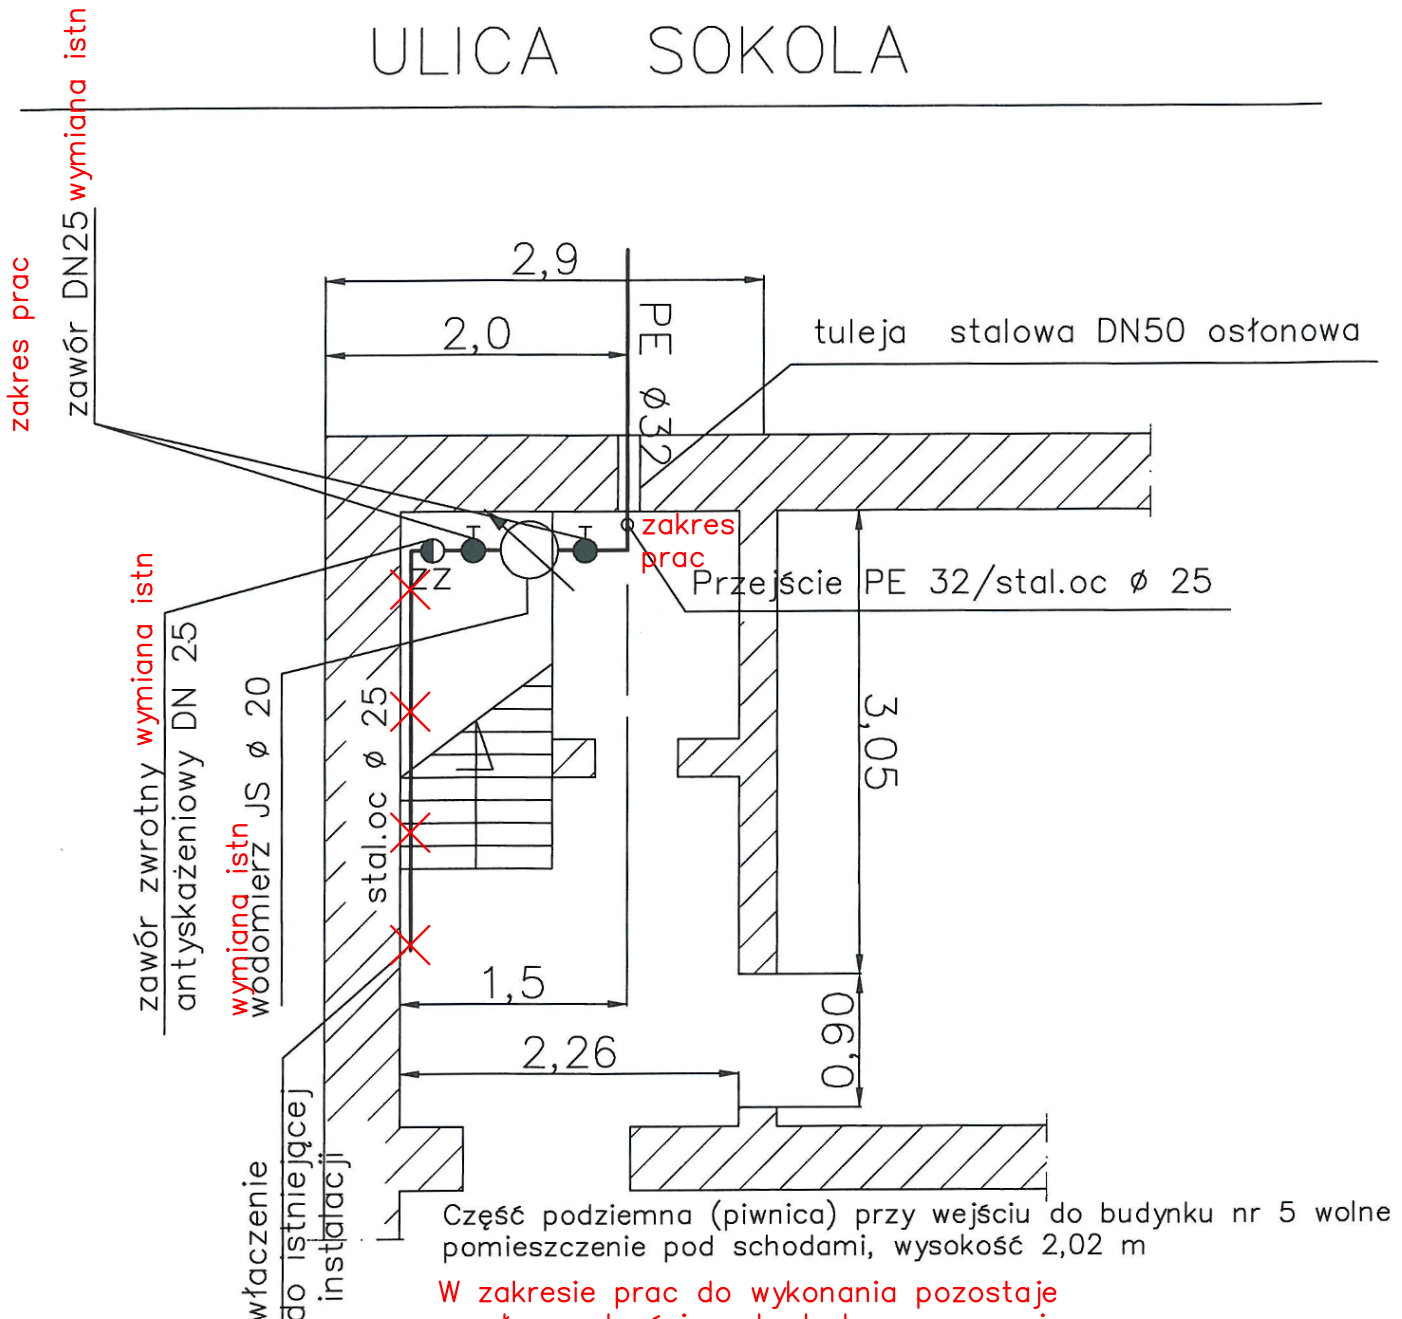 ULICA SOKOLA
wymiana istn
zakres prac
zawór DN25
2,9
2,0
PE ø32
tuleja stalowa DN50 osłonowa
zakres
prac
Przejście PE 32/stal.oc ø 25
ZZ
zawór zwrotny wymiana istn
antyskażeniowy DN 25
wymiana istn
wodomierz JS ø 20
stal.oc ø 25
3,05
1,5
0,90
2,26
właczenie
do istniejącej
instalacji
Część podziemna (piwnica) przy wejściu do budynku nr 5 wolne
pomieszczenie pod schodami, wysokość 2,02 m
W zakresie prac do wykonania pozostaje